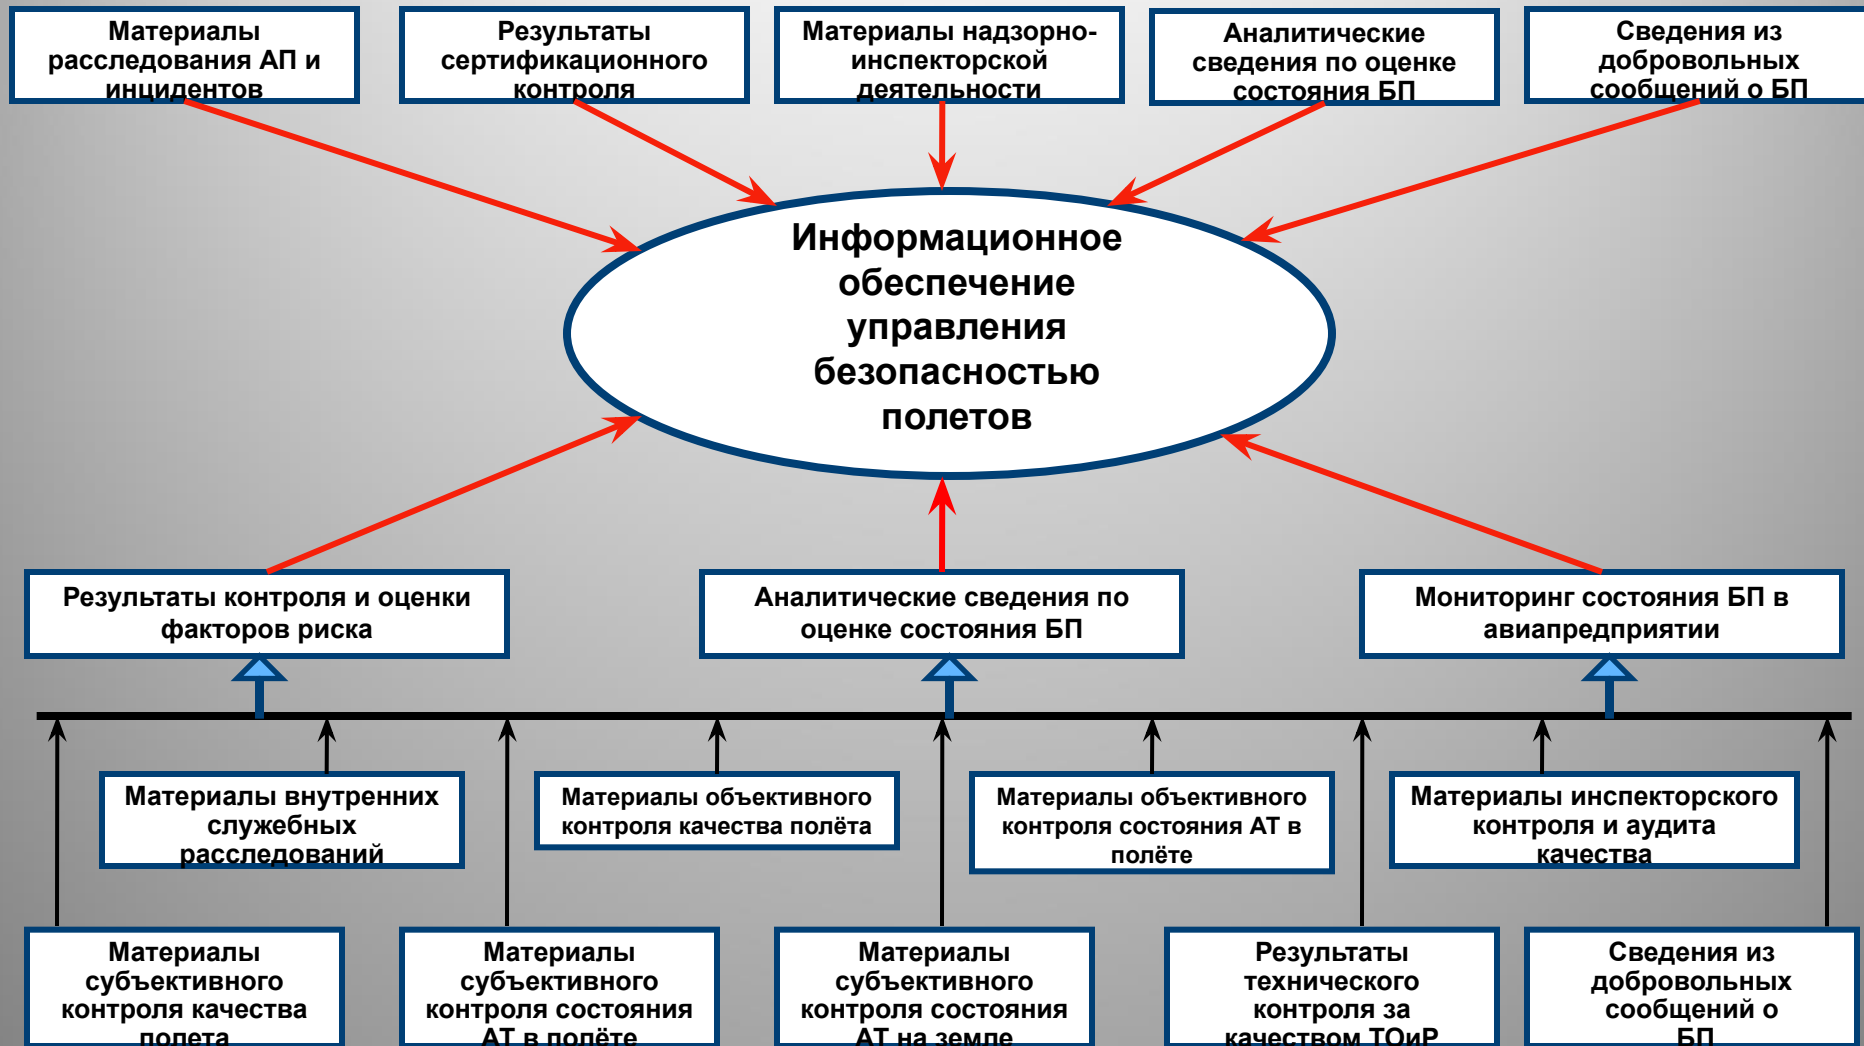 Материалы
расследования АП и
инцидентов
Результаты
сертификационного
контроля
Материалы надзорно-
инспекторской
деятельности
Аналитические
сведения по оценке
состояния БП
Сведения из
добровольных
сообщений о БП
Информационное
обеспечение
управления
безопасностью
полетов
Результаты контроля и оценки
факторов риска
Аналитические сведения по
оценке состояния БП
Мониторинг состояния БП в
авиапредприятии
Материалы внутренних
служебных
расследований
Материалы объективного
контроля качества полёта
Материалы объективного
контроля состояния АТ в
полёте
Материалы инспекторского
контроля и аудита
качества
Материалы
субъективного
контроля качества
полета
Материалы
субъективного
контроля состояния
АТ в полёте
Материалы
субъективного
контроля состояния
АТ на земле
Результаты
технического
контроля за
качеством ТОиР
Сведения из
добровольных
сообщений о
БП